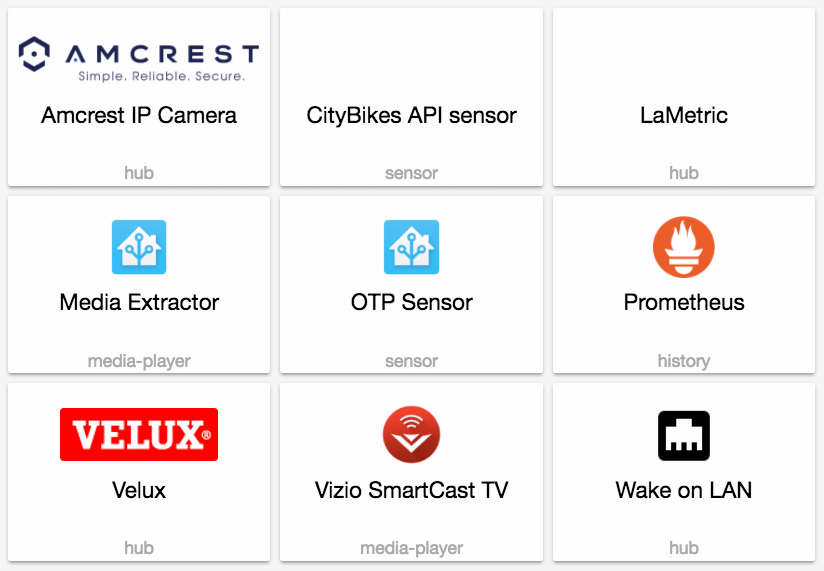 AMCREST
Simple. Reliable. Secure.
Amcrest IP Camera
hub
CityBikes API sensor
sensor
LaMetric
hub
Media Extractor
media-player
OTP Sensor
sensor
Prometheus
history
VELUX®
Velux
hub
Vizio SmartCast TV
media-player
Wake on LAN
hub